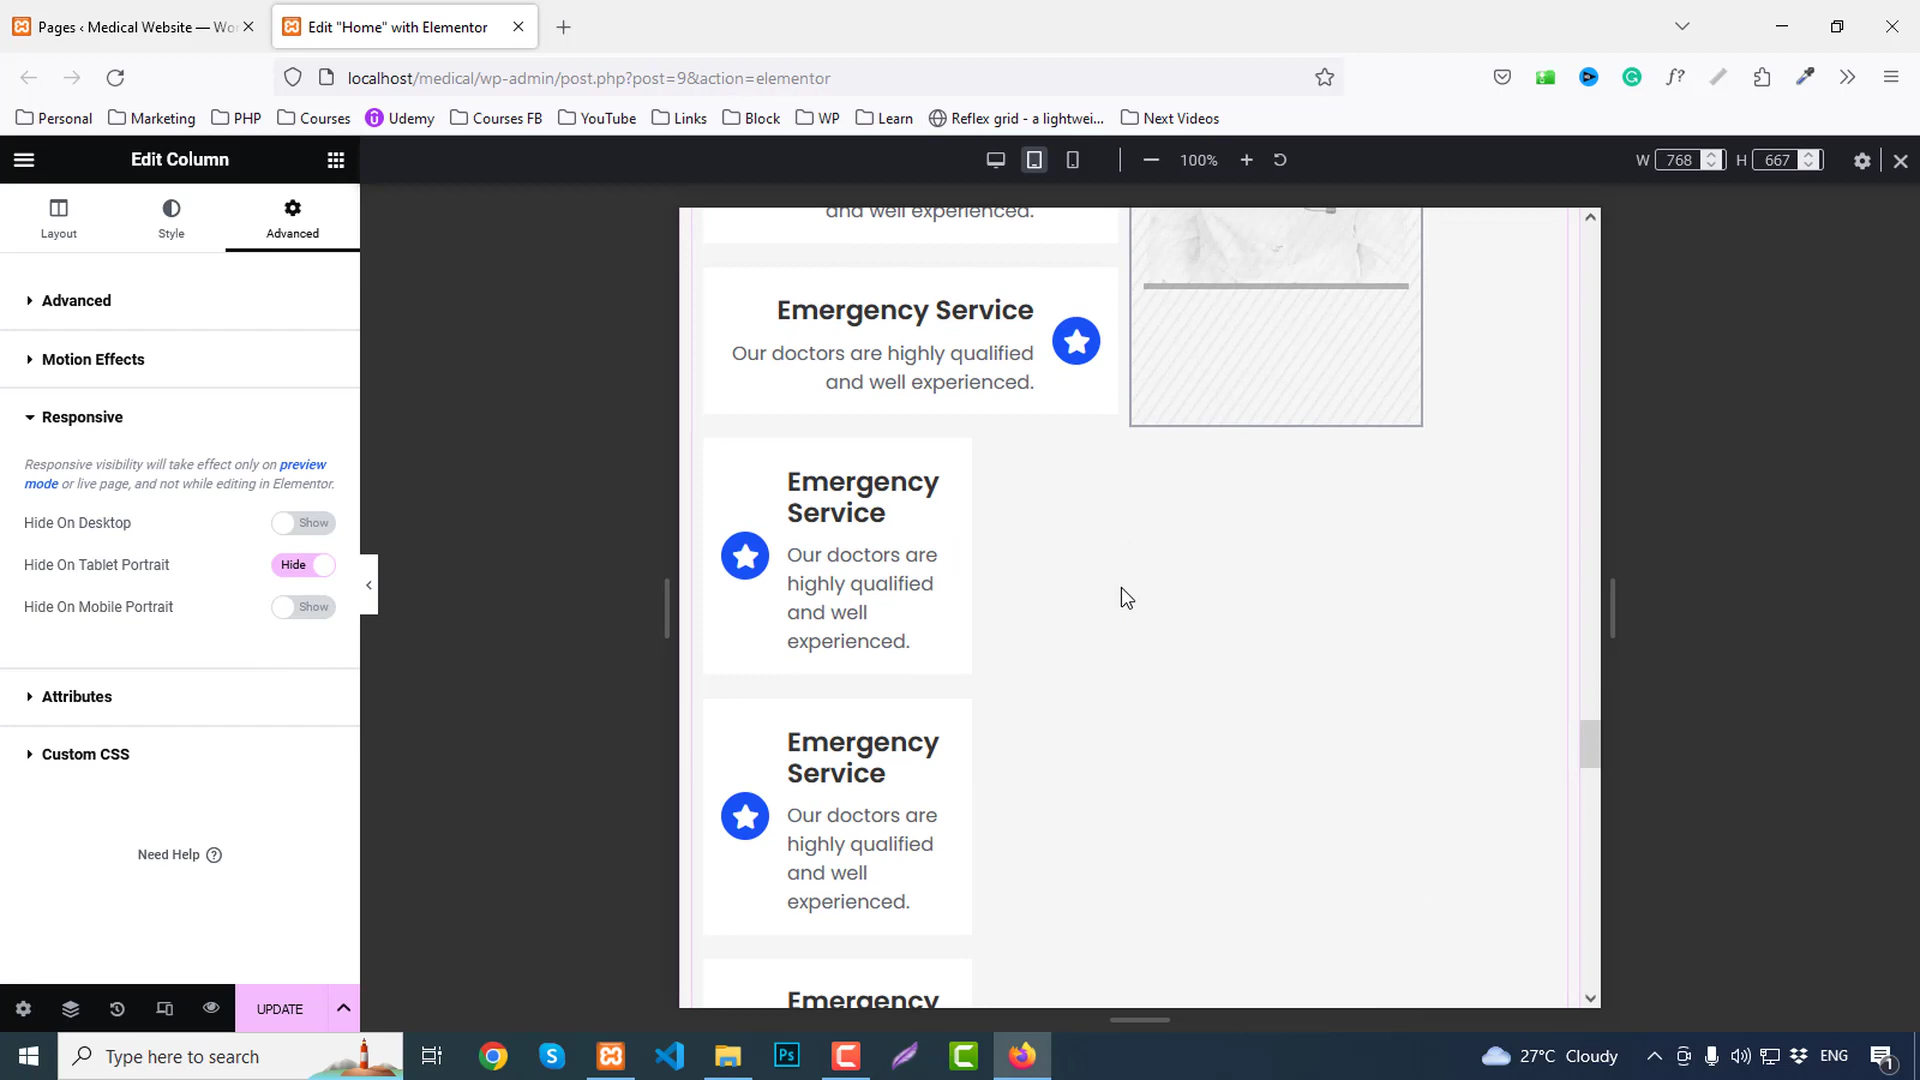 Pages ‹ Medical Website — Wo
Edit "Home" with Elementor
localhost/medical/wp-admin/post.php?post=9&action=elementor
Personal
Marketing
PHP
Courses
Udemy
Courses FB
YouTube
Links
Block
WP
Learn
Reflex grid - a lightwei...
Next Videos
Edit Column
100%
W 768
H 667
Layout
Style
Advanced
Advanced
Motion Effects
Responsive
Responsive visibility will take effect only on preview
mode or live page, and not while editing in Elementor.
Hide On Desktop
Show
Hide On Tablet Portrait
Hide
Hide On Mobile Portrait
Show
Attributes
Custom CSS
Need Help
UPDATE
and well experienced.
Emergency Service
Our doctors are highly qualified
and well experienced.
Emergency
Service
Our doctors are
highly qualified
and well
experienced.
Emergency
Service
Our doctors are
highly qualified
and well
experienced.
Emergency
Type here to search
27°C Cloudy
ENG
1